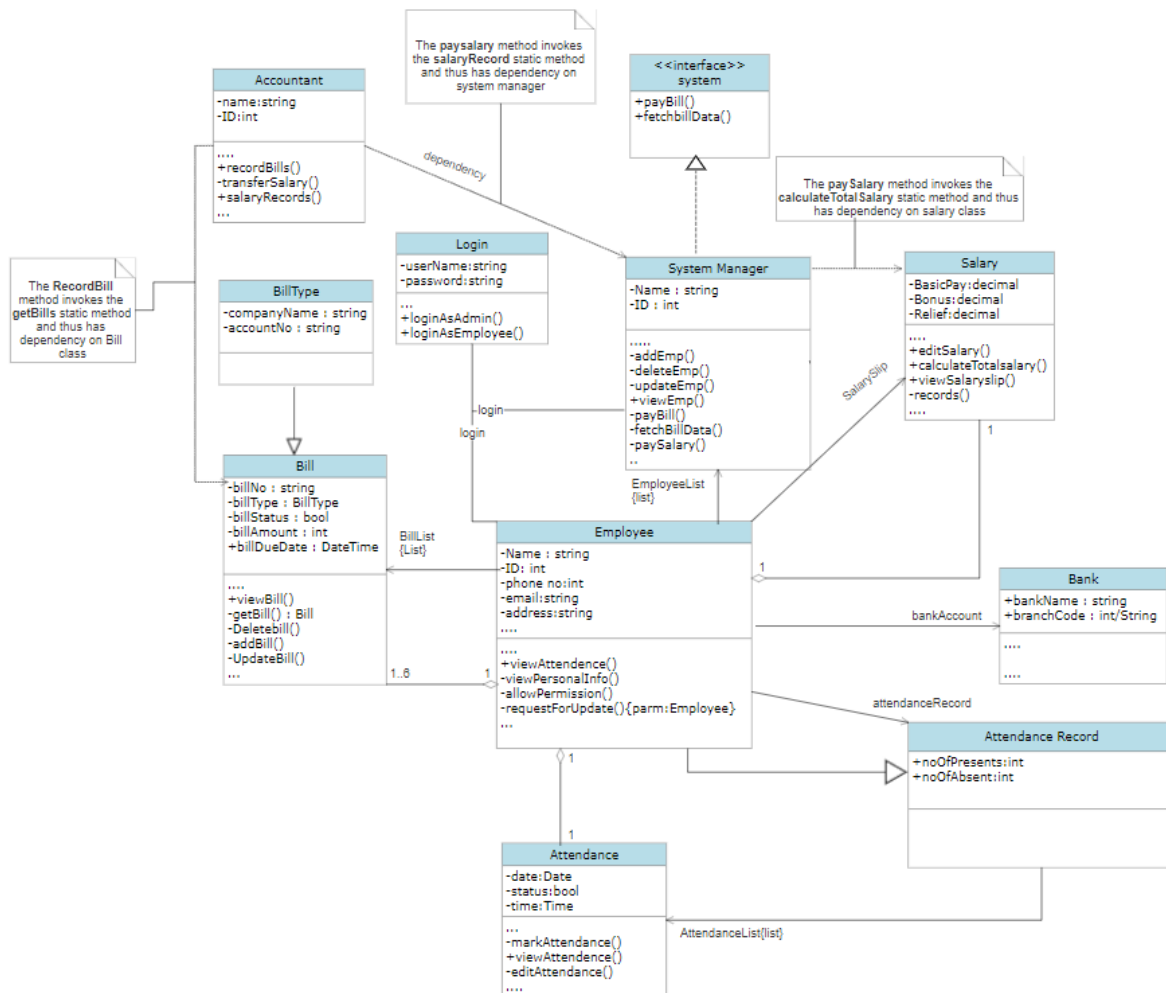 The paysalary method invokes
the salaryRecord static method
and thus has dependency on
system manager
<<interface>>
system
+payBill()
+fetchbillData()
Accountant
-name:string
-ID:int
....
+recordBills()
-transferSalary()
+salaryRecords()
...
dependency
The paySalary method invokes the
calculateTotalSalary static method and thus
has dependency on salary class
Login
-userName:string
-password:string
...
+loginAsAdmin()
+loginAsEmployee()
System Manager
-Name : string
-ID : int
.....
-addEmp()
-deleteEmp()
-updateEmp()
+viewEmp()
-payBill()
-fetchBillData()
-paySalary()
..
Salary
-BasicPay:decimal
-Bonus:decimal
-Relief:decimal
....
+editSalary()
+calculateTotalsalary()
+viewSalaryslip()
-records()
....
The RecordBill
method invokes the
getBills static method
and thus has
dependency on Bill
class
BillType
-companyName : string
-accountNo : string
SalarySlip
login
login
1
Bill
-billNo : string
-billType : BillType
-billStatus : bool
-billAmount : int
+billDueDate : DateTime
....
+viewBill()
-getBill() : Bill
-Deletebill()
-addBill()
-UpdateBill()
...
EmployeeList
{list}
BillList
{List}
Employee
-Name : string
-ID: int
-phone no:int
-email:string
-address:string
....
....
+viewAttendence()
-viewPersonalInfo()
-allowPermission()
-requestForUpdate(){parm:Employee}
...
1
Bank
+bankName : string
+branchCode : int/String
....
....
bankAccount
1..6
1
attendanceRecord
Attendance Record
+noOfPresents:int
+noOfAbsent:int
1
1
Attendance
-date:Date
-status:bool
-time:Time
...
-markAttendance()
+viewAttendence()
-editAttendance()
....
AttendanceList{list}